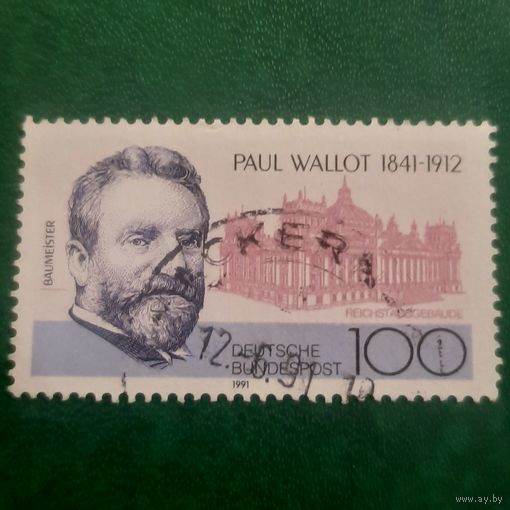 PAUL WALLOT 1841-1912
BAUMEISTER
REICHSTAGSGEBÄUDE
DEUTSCHE
BUNDESPOST
100
1991
www.ay.by